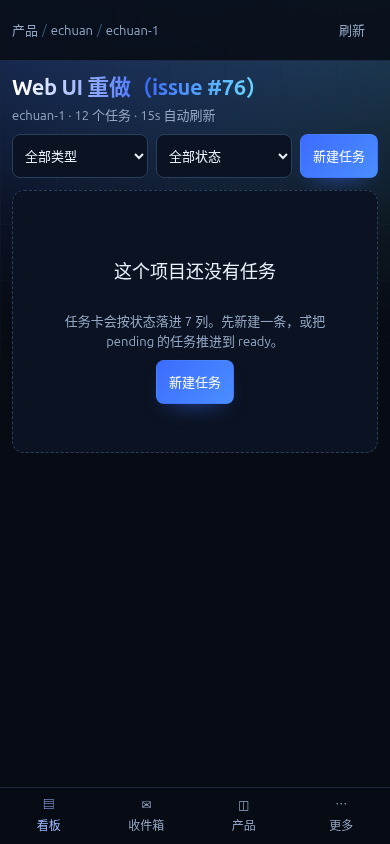 产品 / echuan / echuan-1 刷新
Web UI 重做（issue #76）
echuan-1 · 12 个任务 · 15s 自动刷新
全部类型 全部状态 新建任务
这个项目还没有任务
任务卡会按状态落进 7 列。先新建一条，或把
pending 的任务推进到 ready。
新建任务
看板 收件箱 产品 更多